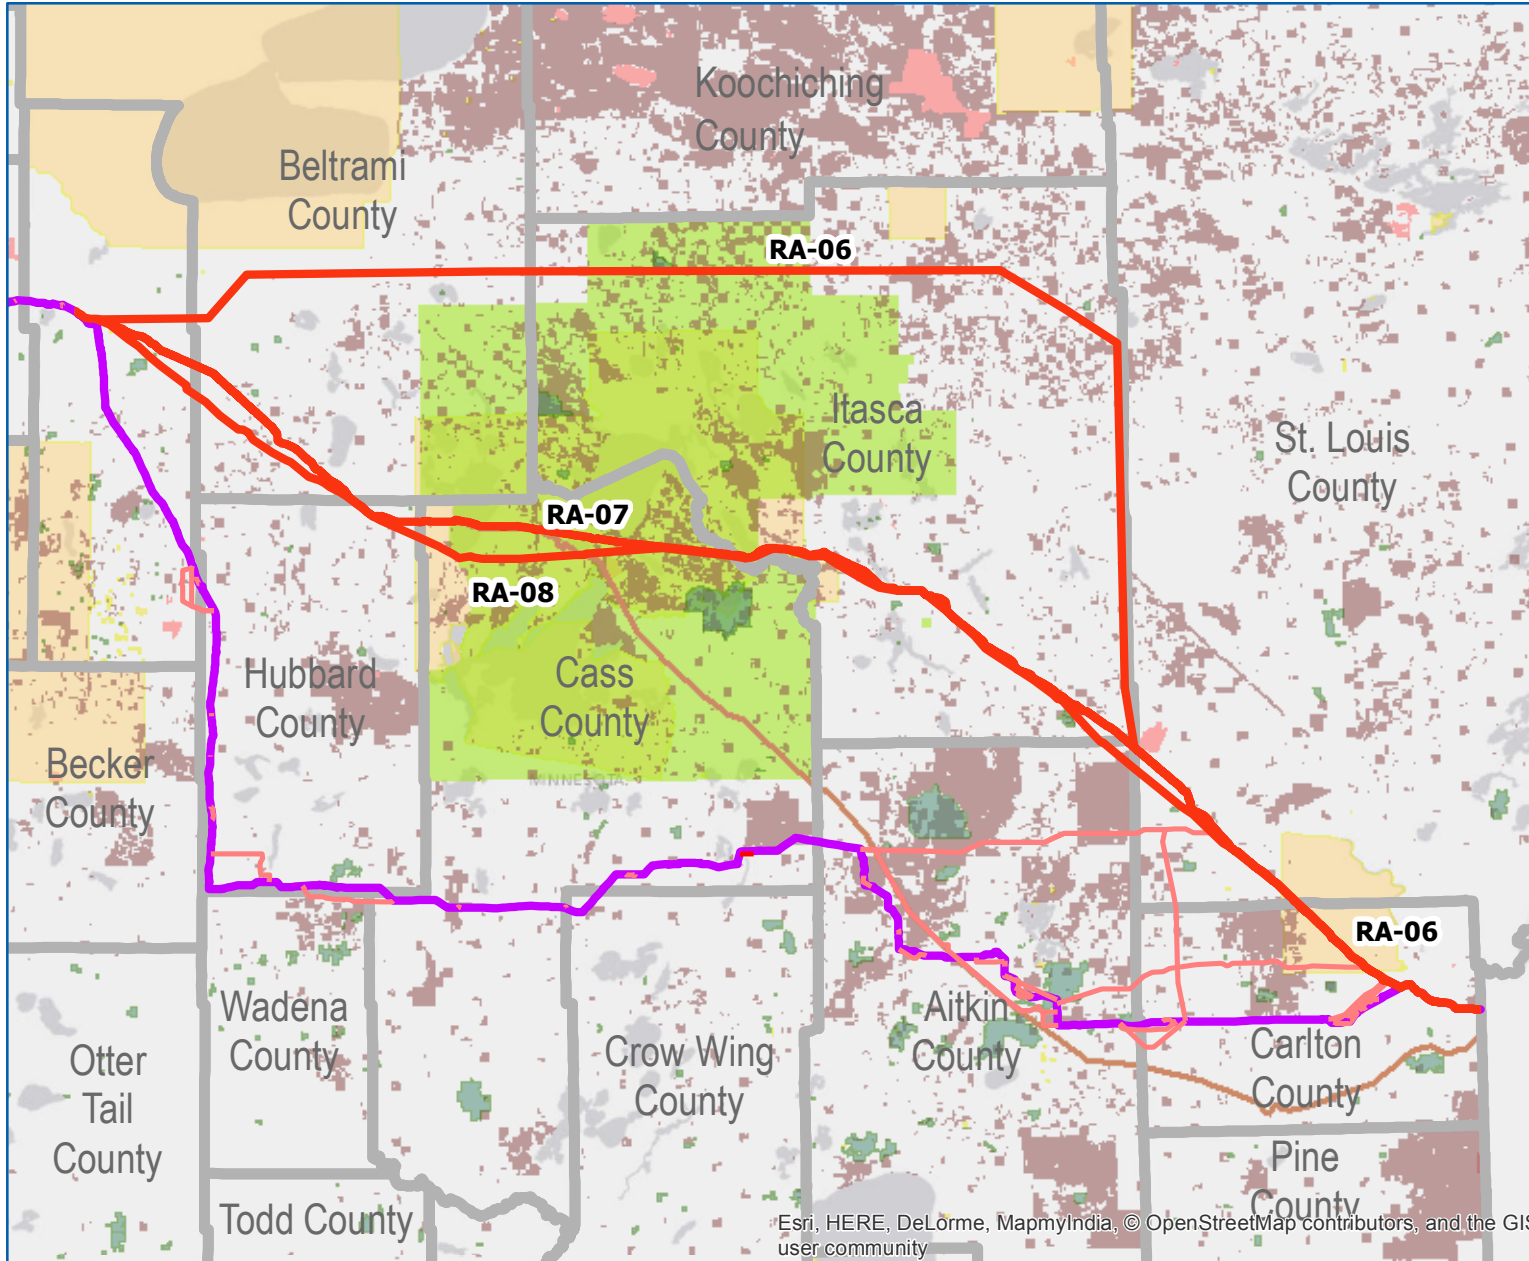 Koochiching
County
Beltrami
County
RA-06
Itasca
County
St. Louis
County
RA-07
RA-08
Hubbard
County
Cass
County
Becker
County
MINNESOTA
RA-06
Wadena
County
Aitkin
County
Otter
Tail
County
Crow Wing
County
Carlton
County
Pine
County
Todd County
Esri, HERE, DeLorme, MapmyIndia, © OpenStreetMap contributors, and the GIS
user community